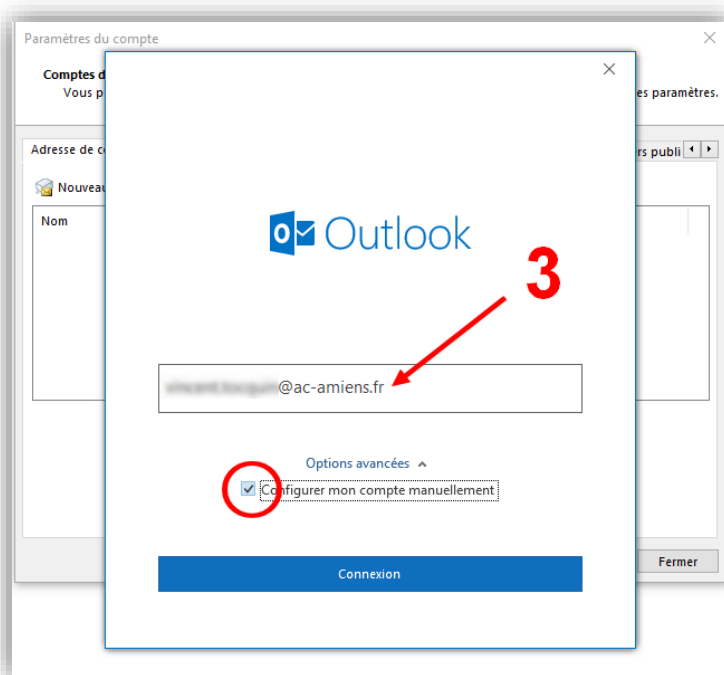 Paramètres du compte
Comptes d
Vous p
es paramètres.
Adresse de c
rs publi
Nouveau
Nom
Outlook
3
@ac-amiens.fr
Options avancées
Configurer mon compte manuellement
Connexion
Fermer